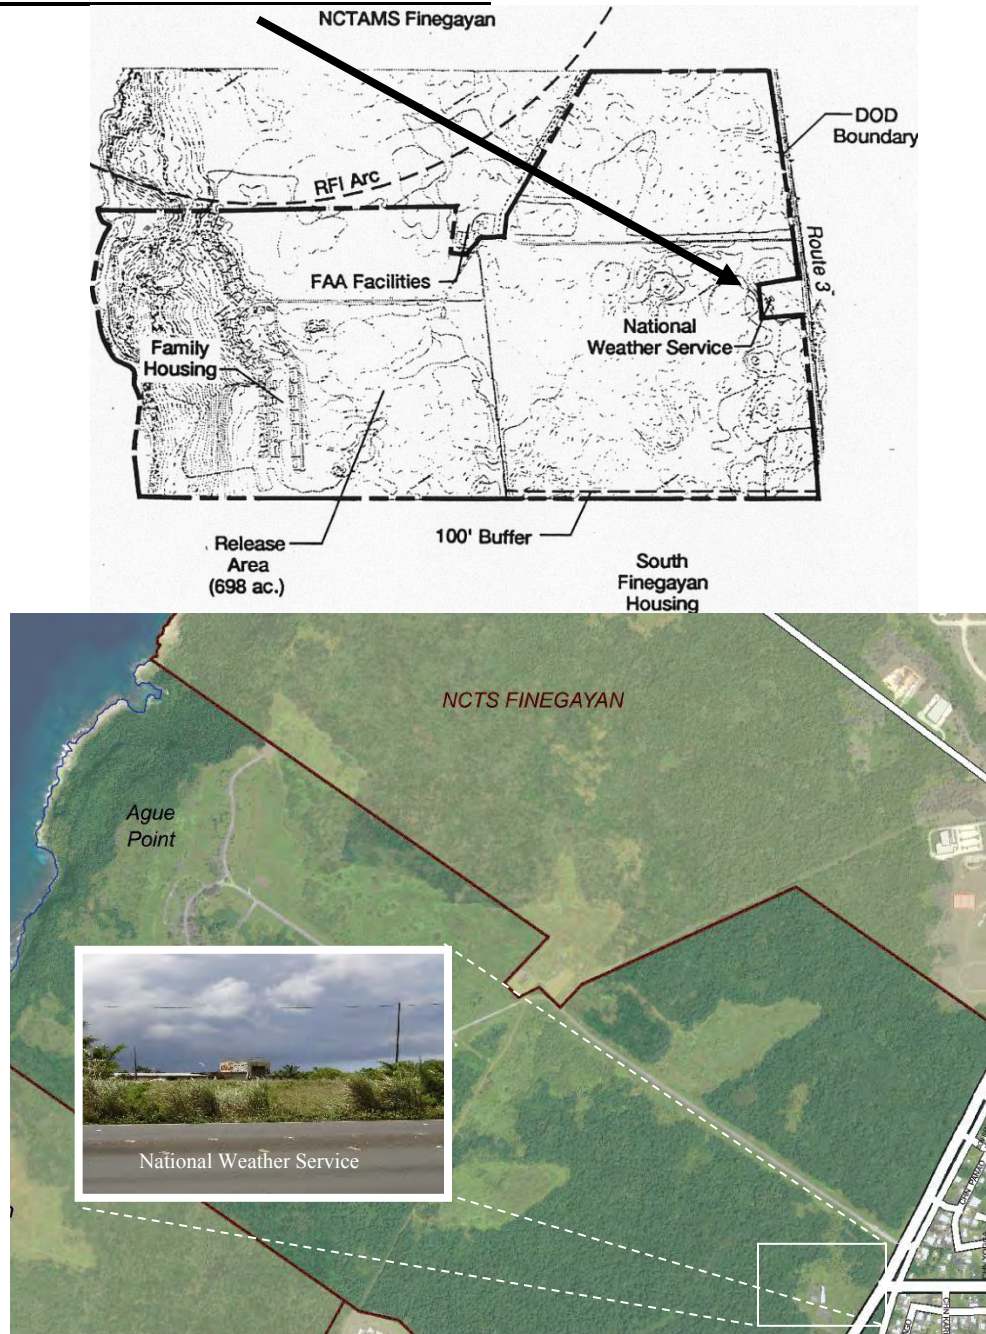 NCTAMS Finegayan
DOD
Boundary
RFI Arc
Route 3
FAA Facilities
National
Weather Service
Family
Housing
Release
Area
(698 ac.)
100' Buffer
South
Finegayan
Housing
NCTS FINEGAYAN
Ague
Point
National Weather Service